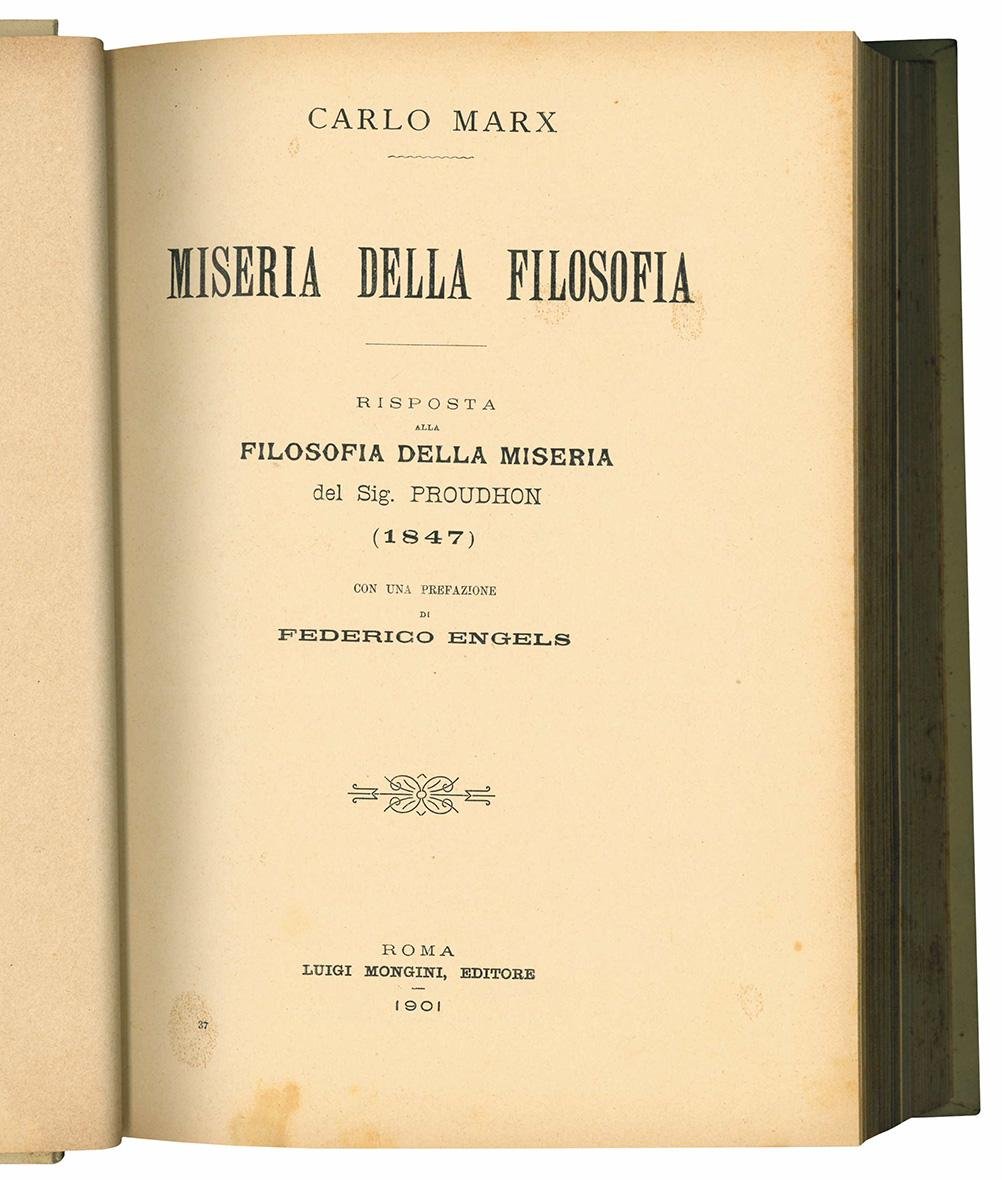 CARLO MARX
MISERIA DELLA FILOSOFIA
RISPOSTA
ALLA
FILOSOFIA DELLA MISERIA
del Sig. PROUDHON
(1847)
CON UNA PREFAZIONE
DI
FEDERICO ENGELS
ROMA
LUIGI MONGINI, EDITORE
1901
37